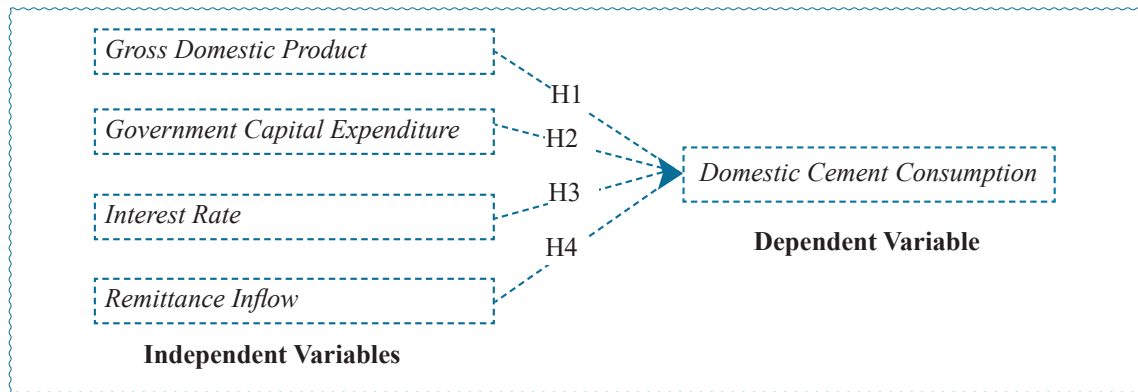 Gross Domestic Product
H1
Government Capital Expenditure
H2
Domestic Cement Consumption
H3
Interest Rate
Dependent Variable
H4
Remittance Inflow
Independent Variables